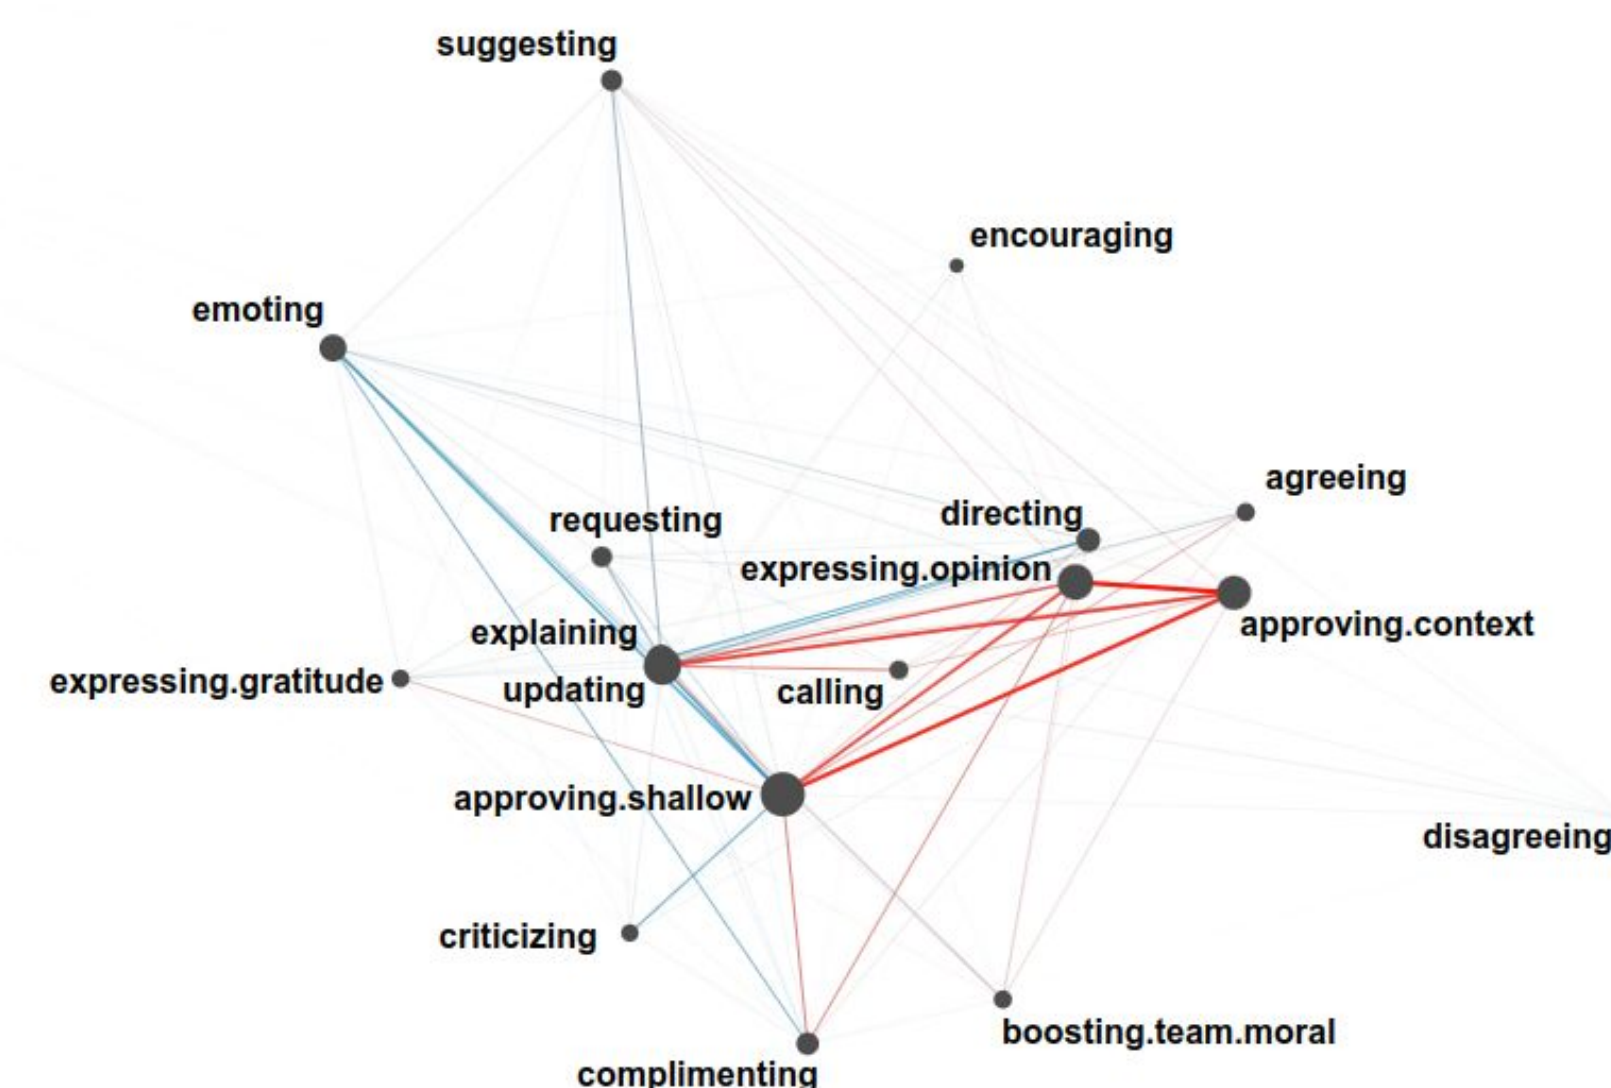 suggesting
encouraging
emoting
agreeing
requesting
directing
expressing.opinion
explaining
approving.context
expressing.gratitude
updating
calling
approving.shallow
disagreeing
criticizing
boosting.team.moral
complimenting